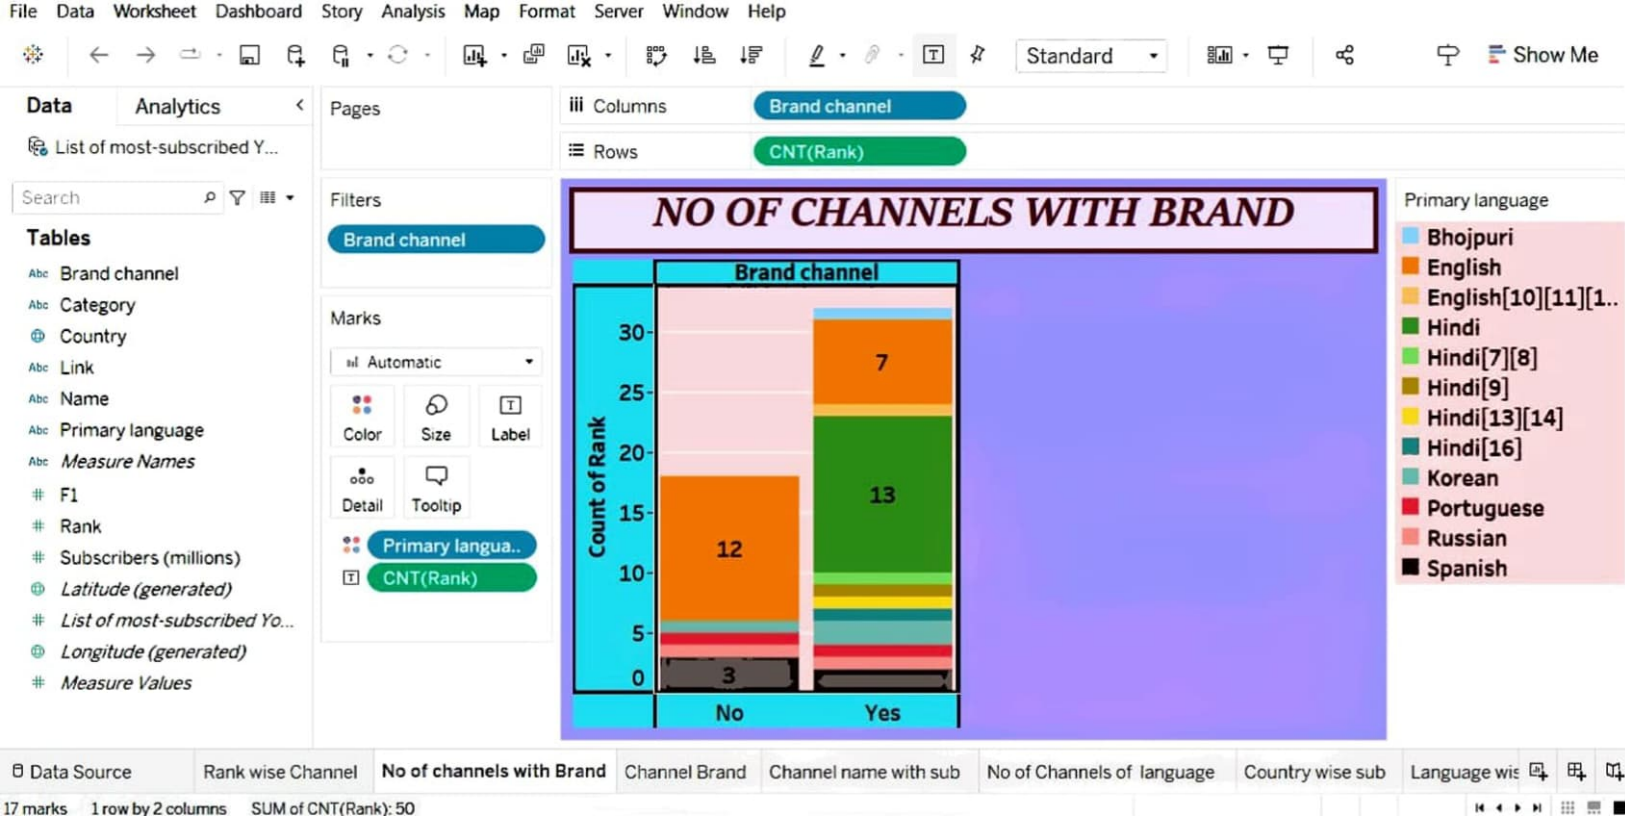 File Data Worksheet Dashboard Story Analysis Map Format Server Window Help
Standard
Show Me
Data Analytics
List of most-subscribed Y...
Search
Tables
Abc Brand channel
Abc Category
Country
Abc Link
Abc Name
Abc Primary language
Abc Measure Names
# F1
# Rank
# Subscribers (millions)
Latitude (generated)
# List of most-subscribed Yo...
Longitude (generated)
# Measure Values
Pages
Filters
Brand channel
Marks
Automatic
Color Size Label
Detail Tooltip
Primary langua..
CNT(Rank)
Columns Brand channel
Rows CNT(Rank)
NO OF CHANNELS WITH BRAND
Brand channel
Count of Rank
30
25
20
15
10
5
0
12
3
7
13
No Yes
Primary language
Bhojpuri
English
English[10][11][1..
Hindi
Hindi[7][8]
Hindi[9]
Hindi[13][14]
Hindi[16]
Korean
Portuguese
Russian
Spanish
Data Source Rank wise Channel No of channels with Brand Channel Brand Channel name with sub No of Channels of language Country wise sub Language wis
17 marks 1 row by 2 columns SUM of CNT(Rank): 50